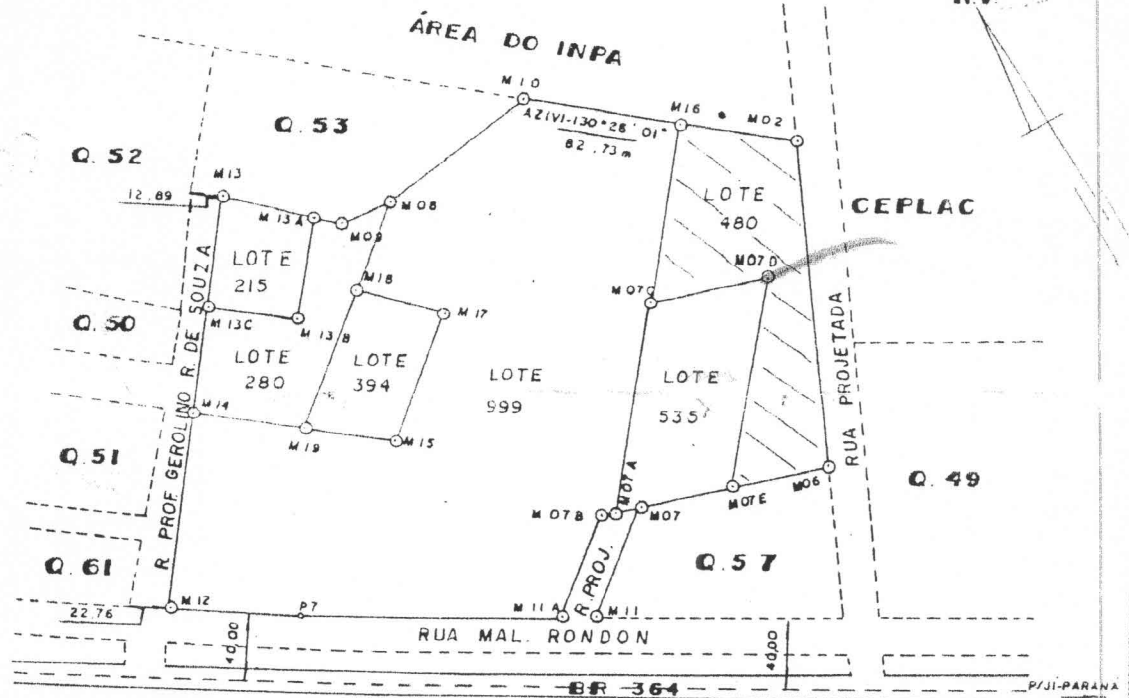 ÁREA DO INPA
M 10
AZ(V)-130°28'01"
82,73m
M16
M02
Q.53
Q.52
M13
12,89
M13A
M09
M08
LOTE
480
CEPLAC
LOTE
215
M07D
M18
M07C
M17
Q.50
M13C
M13B
LOTE
280
LOTE
394
LOTE
999
LOTE
535
RUA PROJETADA
R. PROF. GEROLINO R. DE SOUZA
M14
M19
M15
Q.51
M06
M07E
Q.49
M07B
M07A
M07
Q.61
R.PROJ.
Q.57
M12
22.76
P7
M11A
M11
RUA MAL. RONDON
40,00
40,00
BR 364
P/JI-PARANÁ